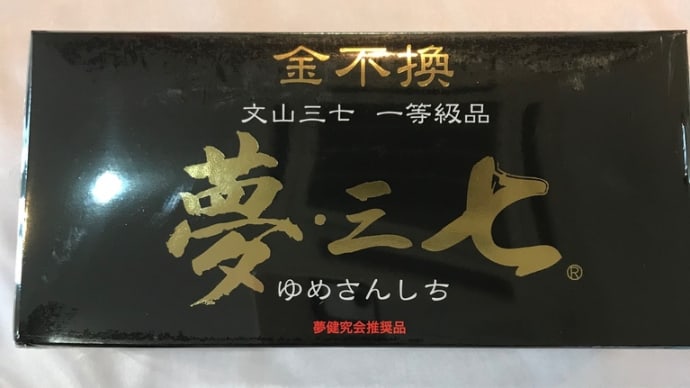 金不換
文山三七 一等級品
夢・三七®
ゆめさんしち
夢健究会推奨品